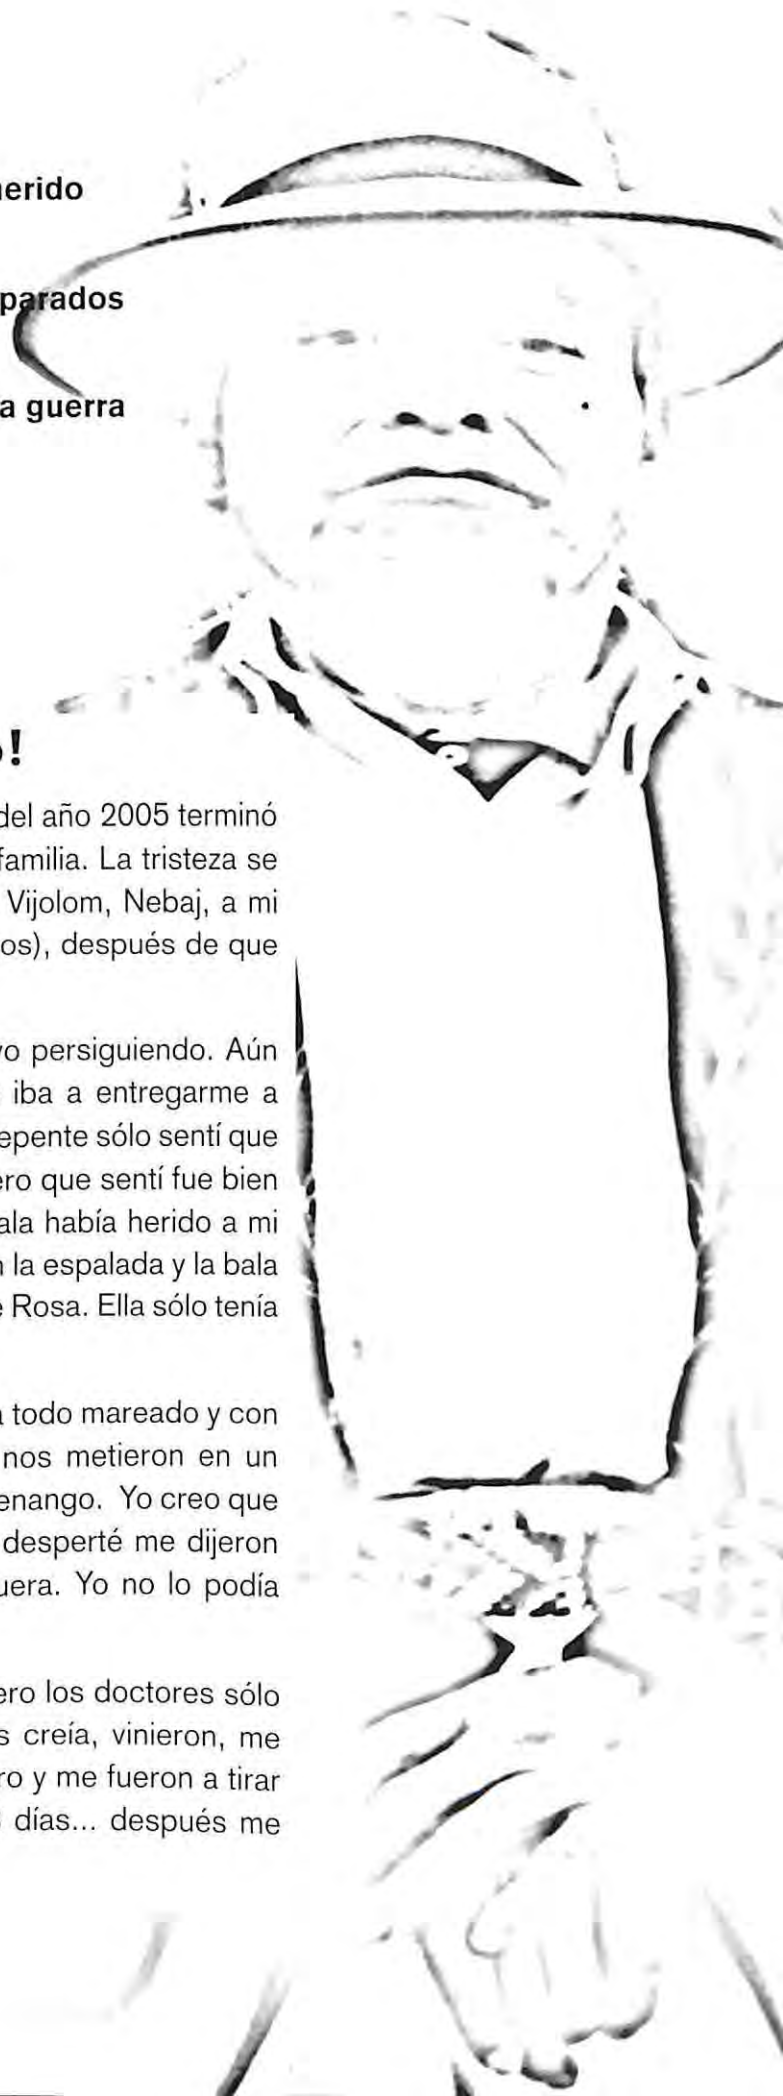 erido
parados
a guerra
o!
del año 2005 terminó
familia. La tristeza se
Vijolom, Nebaj, a mi
os), después de que
vo persiguiendo. Aún
iba a entregarme a
epente sólo sentí que
ero que sentí fue bien
ala había herido a mi
n la espalada y la bala
e Rosa. Ella sólo tenía
a todo mareado y con
nos metieron en un
enango. Yo creo que
desperté me dijeron
uera. Yo no lo podía
ero los doctores sólo
s creía, vinieron, me
ro y me fueron a tirar
días... después me